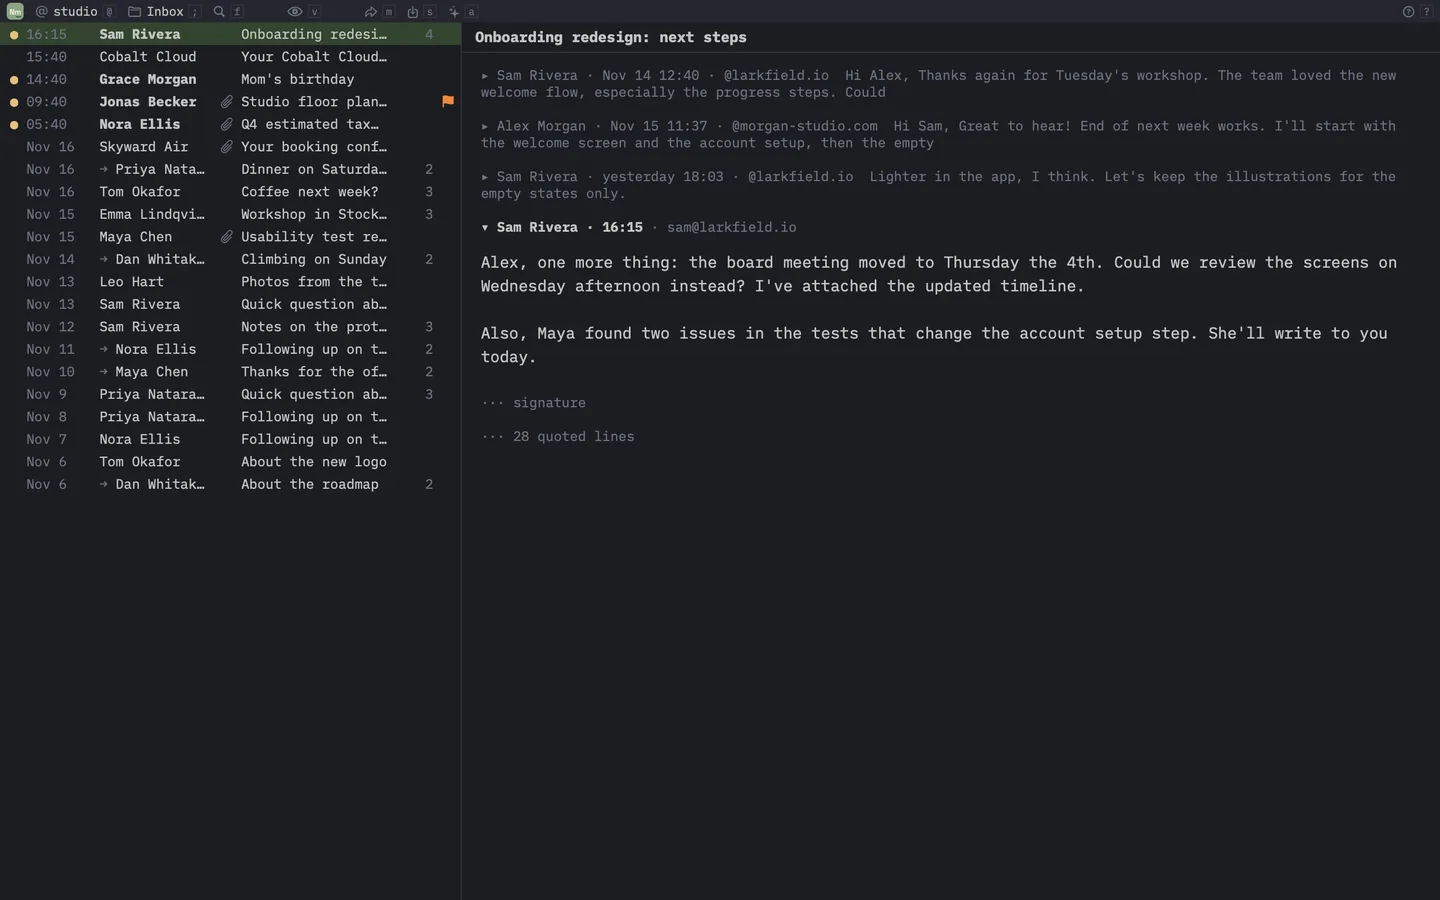 Nm @ studio @ Inbox ; f v m s a ?
16:15 Sam Rivera Onboarding redesi… 4
15:40 Cobalt Cloud Your Cobalt Cloud…
14:40 Grace Morgan Mom's birthday
09:40 Jonas Becker Studio floor plan…
05:40 Nora Ellis Q4 estimated tax…
Nov 16 Skyward Air Your booking conf…
Nov 16 → Priya Nata… Dinner on Saturda… 2
Nov 16 Tom Okafor Coffee next week? 3
Nov 15 Emma Lindqvi… Workshop in Stock… 3
Nov 15 Maya Chen Usability test re…
Nov 14 → Dan Whitak… Climbing on Sunday 2
Nov 13 Leo Hart Photos from the t…
Nov 13 Sam Rivera Quick question ab…
Nov 12 Sam Rivera Notes on the prot… 3
Nov 11 → Nora Ellis Following up on t… 2
Nov 10 → Maya Chen Thanks for the of… 2
Nov 9 Priya Natara… Quick question ab… 3
Nov 8 Priya Natara… Following up on t…
Nov 7 Nora Ellis Following up on t…
Nov 6 Tom Okafor About the new logo
Nov 6 → Dan Whitak… About the roadmap 2
Onboarding redesign: next steps
▸ Sam Rivera · Nov 14 12:40 · @larkfield.io Hi Alex, Thanks again for Tuesday's workshop. The team loved the new
welcome flow, especially the progress steps. Could
▸ Alex Morgan · Nov 15 11:37 · @morgan-studio.com Hi Sam, Great to hear! End of next week works. I'll start with
the welcome screen and the account setup, then the empty
▸ Sam Rivera · yesterday 18:03 · @larkfield.io Lighter in the app, I think. Let's keep the illustrations for the
empty states only.
▾ Sam Rivera · 16:15 · sam@larkfield.io
Alex, one more thing: the board meeting moved to Thursday the 4th. Could we review the screens on
Wednesday afternoon instead? I've attached the updated timeline.
Also, Maya found two issues in the tests that change the account setup step. She'll write to you
today.
··· signature
··· 28 quoted lines